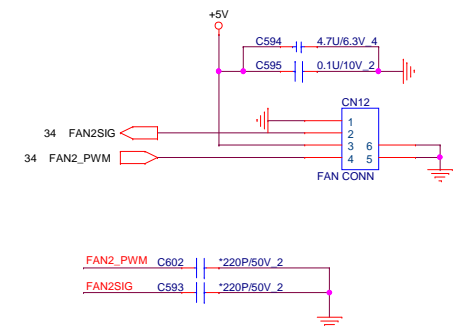 +5V
C594 4.7U/6.3V_4
C595 0.1U/10V_2
CN12
1
34 FAN2SIG 2
3 6
34 FAN2_PWM 4 5
FAN CONN
FAN2_PWM C602 *220P/50V_2
FAN2SIG C593 *220P/50V_2